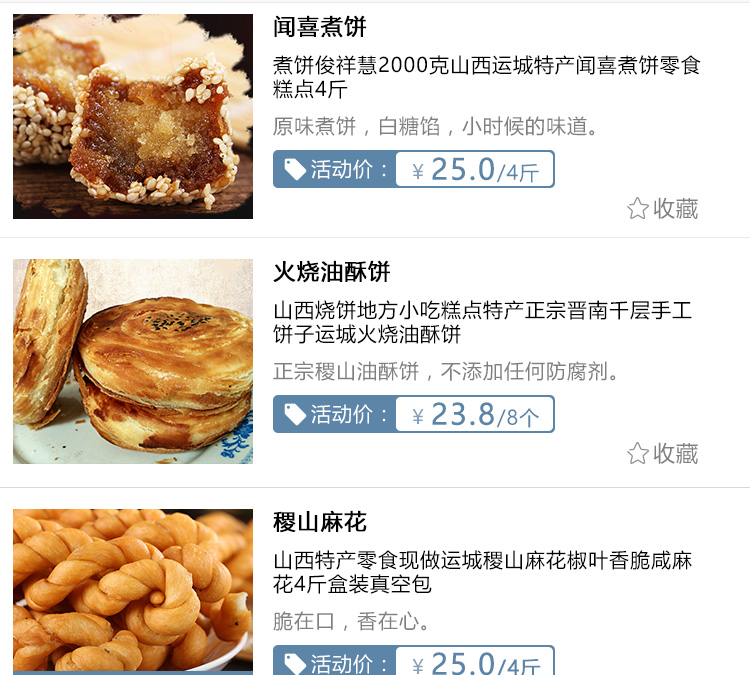 闻喜煮饼
煮饼俊祥慧2000克山西运城特产闻喜煮饼零食
糕点4斤
原味煮饼，白糖馅，小时候的味道。
活动价：￥25.0/4斤
收藏
火烧油酥饼
山西烧饼地方小吃糕点特产正宗晋南千层手工
饼子运城火烧油酥饼
正宗稷山油酥饼，不添加任何防腐剂。
活动价：￥23.8/8个
收藏
稷山麻花
山西特产零食现做运城稷山麻花椒叶香脆咸麻
花4斤盒装真空包
脆在口，香在心。
活动价：￥25.0/4斤